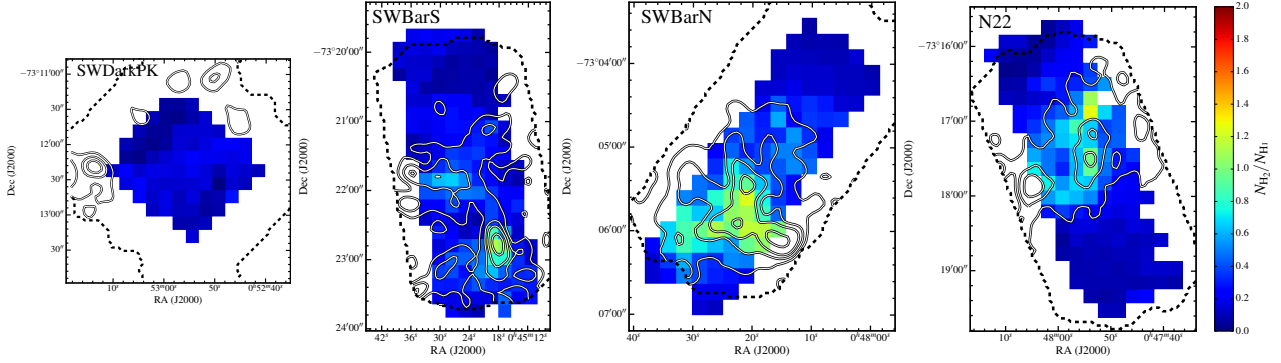 SWDarkPK
−73°11′00″
30″
12′00″
30″
13′00″
30″
Dec (J2000)
10ˢ
53ᵐ00ˢ
50ˢ
0ʰ52ᵐ40ˢ
RA (J2000)
SWBarS
−73°20′00″
21′00″
22′00″
23′00″
24′00″
Dec (J2000)
42ˢ
36ˢ
30ˢ
24ˢ
18ˢ
0ʰ45ᵐ12ˢ
RA (J2000)
SWBarN
−73°04′00″
05′00″
06′00″
07′00″
Dec (J2000)
40ˢ
30ˢ
20ˢ
10ˢ
0ʰ48ᵐ00ˢ
RA (J2000)
N22
−73°16′00″
17′00″
18′00″
19′00″
Dec (J2000)
10ˢ
48ᵐ00ˢ
50ˢ
0ʰ47ᵐ40ˢ
RA (J2000)
2.0
1.8
1.6
1.4
1.2
1.0
0.8
0.6
0.4
0.2
0.0
N_H₂/N_HI